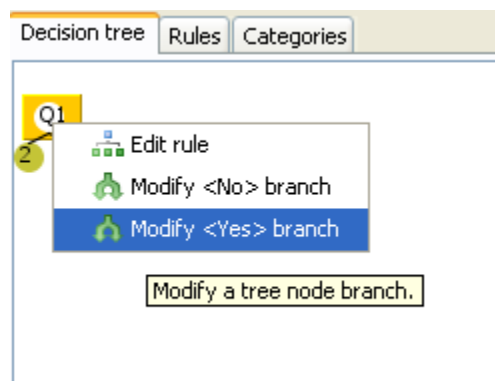 Decision tree Rules Categories
Q1
2
Edit rule
Modify <No> branch
Modify <Yes> branch
Modify a tree node branch.